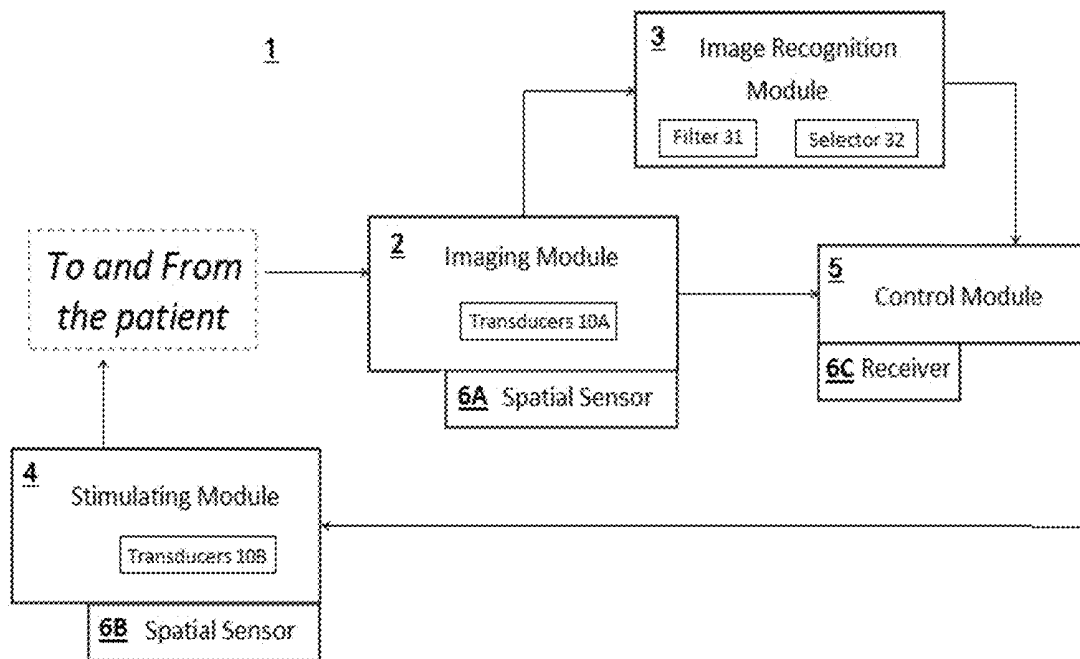 1
3
Image Recognition
Module
Filter 31
Selector 32
2
Imaging Module
Transducers 10A
6A Spatial Sensor
5
Control Module
6C Receiver
To and From
the patient
4
Stimulating Module
Transducers 10B
6B Spatial Sensor